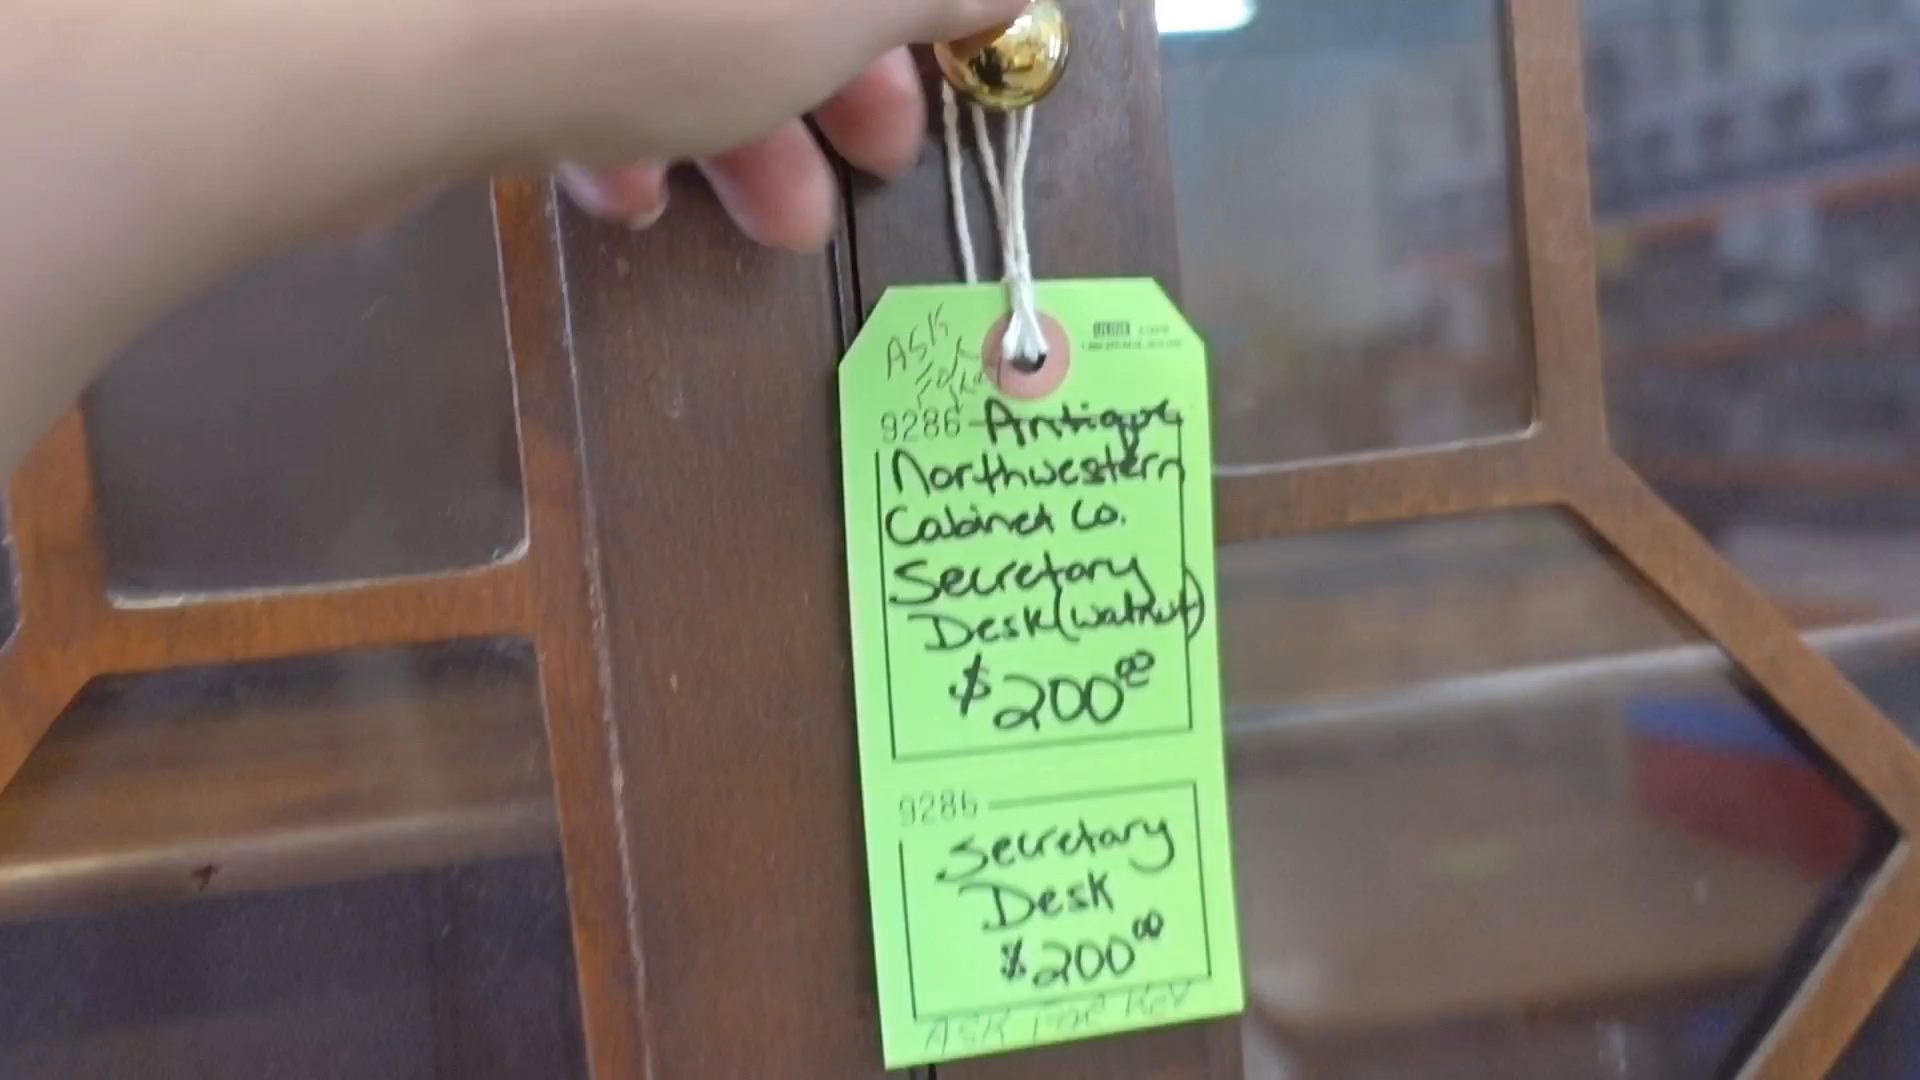 ASK
FOR
KEY
ULINE
9286 Antique
Northwestern
Cabinet Co.
Secretary
Desk (walnut)
$200.00
9286
Secretary
Desk
$200.00
ASK FOR KEY